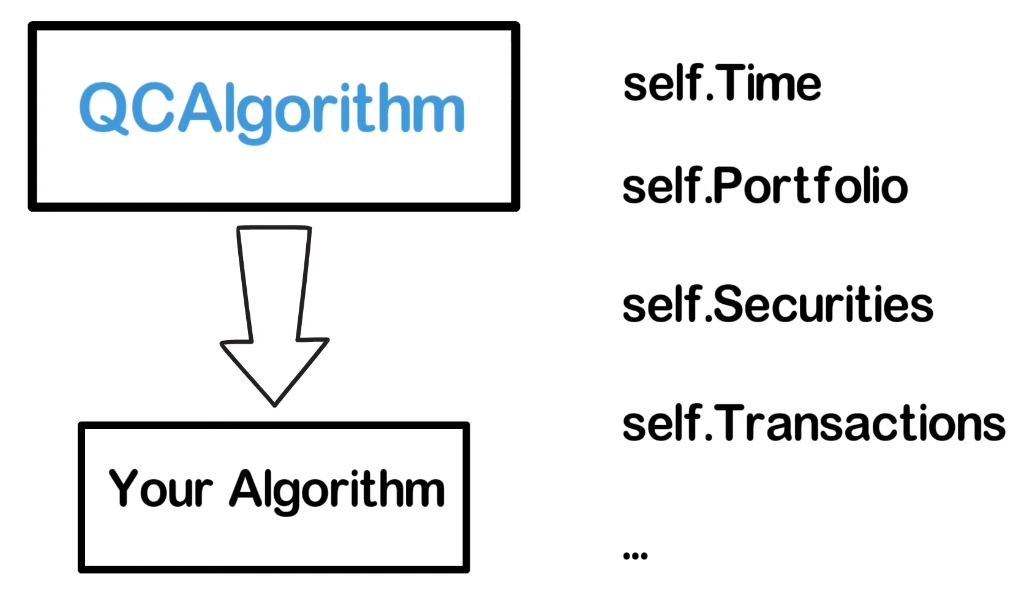 QCAlgorithm
Your Algorithm
self.Time
self.Portfolio
self.Securities
self.Transactions
...